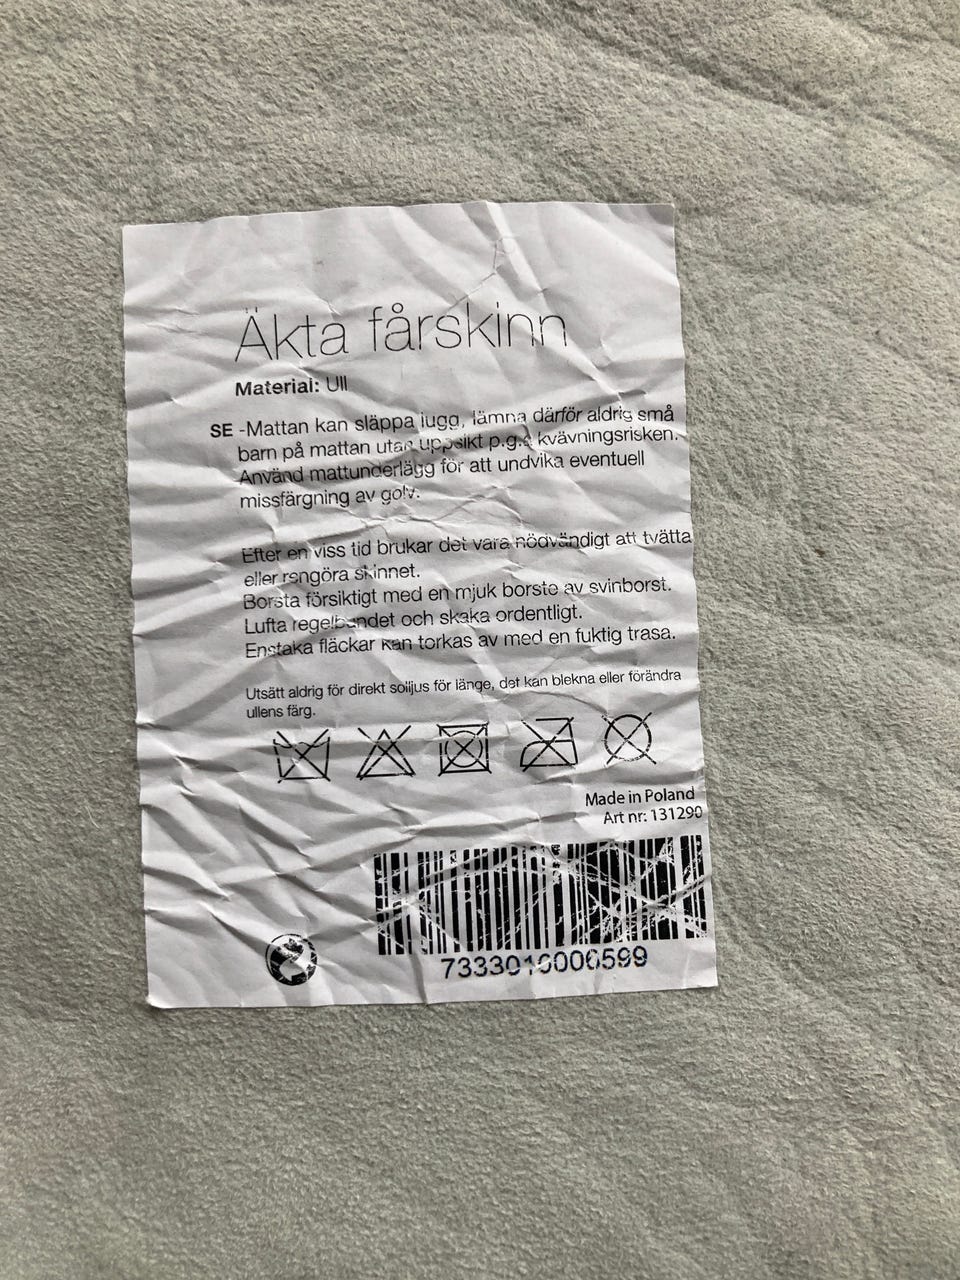 Äkta fårskinn
Material: Ull
SE -Mattan kan släppa lugg, lämna därför aldrig små
barn på mattan utan uppsikt p.g.a kvävningsrisken.
Använd mattunderlägg för att undvika eventuell
missfärgning av golv.
Efter en viss tid brukar det vara nödvändigt att tvätta
eller rengöra skinnet.
Borsta försiktigt med en mjuk borste av svinborst.
Lufta regelbundet och skaka ordentligt.
Enstaka fläckar kan torkas av med en fuktig trasa.
Utsätt aldrig för direkt solljus för länge, det kan blekna eller förändra
ullens färg.
Made in Poland
Art nr: 131290
7333016006599